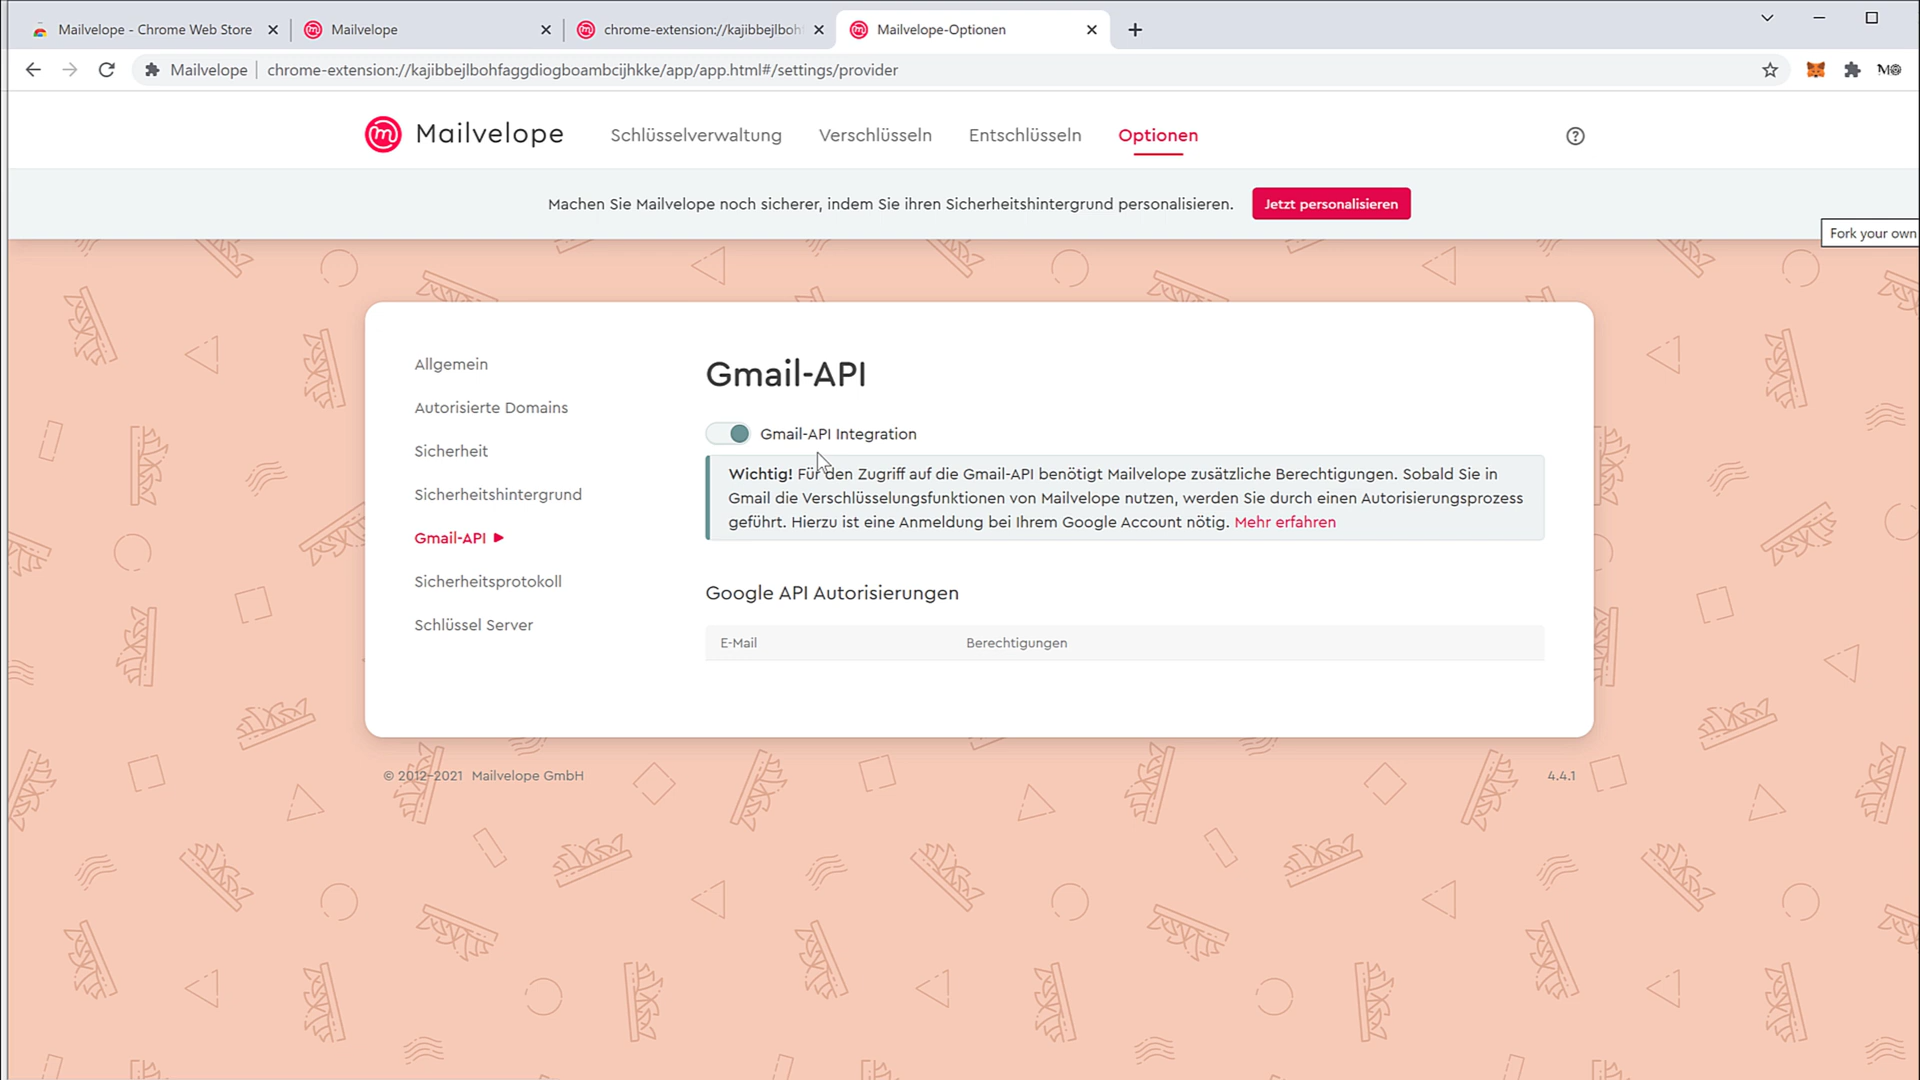 Mailvelope - Chrome Web Store
Mailvelope
chrome-extension://kajibbejlboh
Mailvelope-Optionen
Mailvelope
chrome-extension://kajibbejlbohfaggdiogboambcijhkke/app/app.html#/settings/provider
Mailvelope
Schlüsselverwaltung
Verschlüsseln
Entschlüsseln
Optionen
Machen Sie Mailvelope noch sicherer, indem Sie ihren Sicherheitshintergrund personalisieren.
Jetzt personalisieren
Fork your own
Allgemein
Autorisierte Domains
Sicherheit
Sicherheitshintergrund
Gmail-API
Sicherheitsprotokoll
Schlüssel Server
Gmail-API
Gmail-API Integration
Wichtig! Für den Zugriff auf die Gmail-API benötigt Mailvelope zusätzliche Berechtigungen. Sobald Sie in
Gmail die Verschlüsselungsfunktionen von Mailvelope nutzen, werden Sie durch einen Autorisierungsprozess
geführt. Hierzu ist eine Anmeldung bei Ihrem Google Account nötig. Mehr erfahren
Google API Autorisierungen
E-Mail
Berechtigungen
© 2012-2021 Mailvelope GmbH
4.4.1